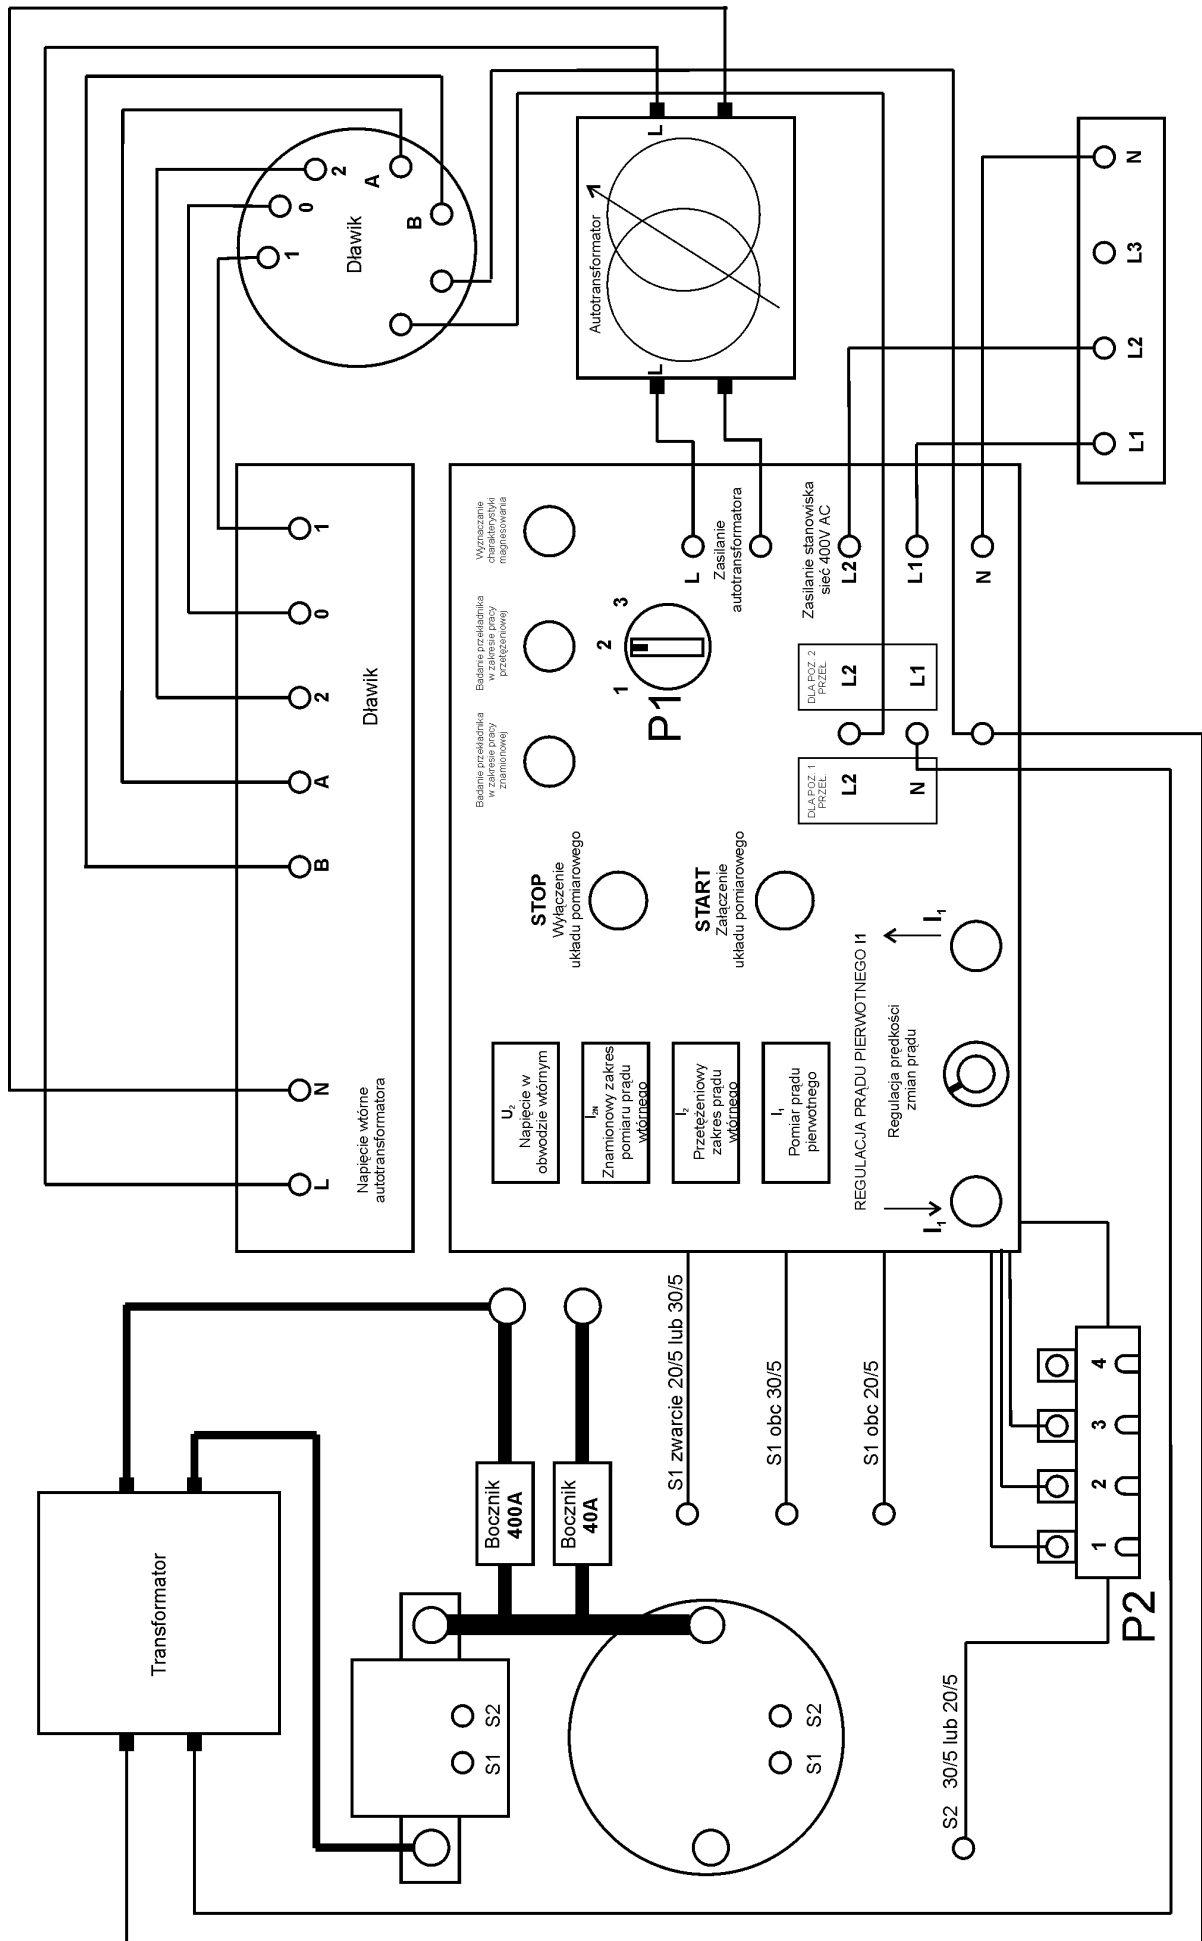 Transformator
Bocznik
400A
Bocznik
40A
S1
S2
S1
S2
S1 zwarcie 20/5 lub 30/5
S1 obc 30/5
S1 obc 20/5
S2 30/5 lub 20/5
P2
1
2
3
4
Napięcie wtórne
autotransformatora
L
N
B
A
2
0
1
Dławik
U₂
Napięcie w
obwodzie wtórnym
I₂ₙ
Znamionowy zakres
pomiaru prądu
wtórnego
I₂
Przetężeniowy
zakres prądu
wtórnego
I₁
Pomiar prądu
pierwotnego
REGULACJA PRĄDU PIERWOTNEGO I1
I₁
Regulacja prędkości
zmian prądu
I₁
STOP
Wyłączenie
układu pomiarowego
START
Załączenie
układu pomiarowego
Badanie przekładnika
w zakresie pracy
znamionowej
Badanie przekładnika
w zakresie pracy
przetężeniowej
Wyznaczanie
charakterystyki
magnesowania
P1
1
2
3
L
Zasilanie
autotransformatora
DLA POZ. 1
PRZEŁ.
L2
N
DLA POZ. 2
PRZEŁ.
L2
L1
Zasilanie stanowiska
sieć 400V AC
L2
L1
N
Dławik
1
0
2
A
B
Autotransformator
L
L
L1
L2
L3
N